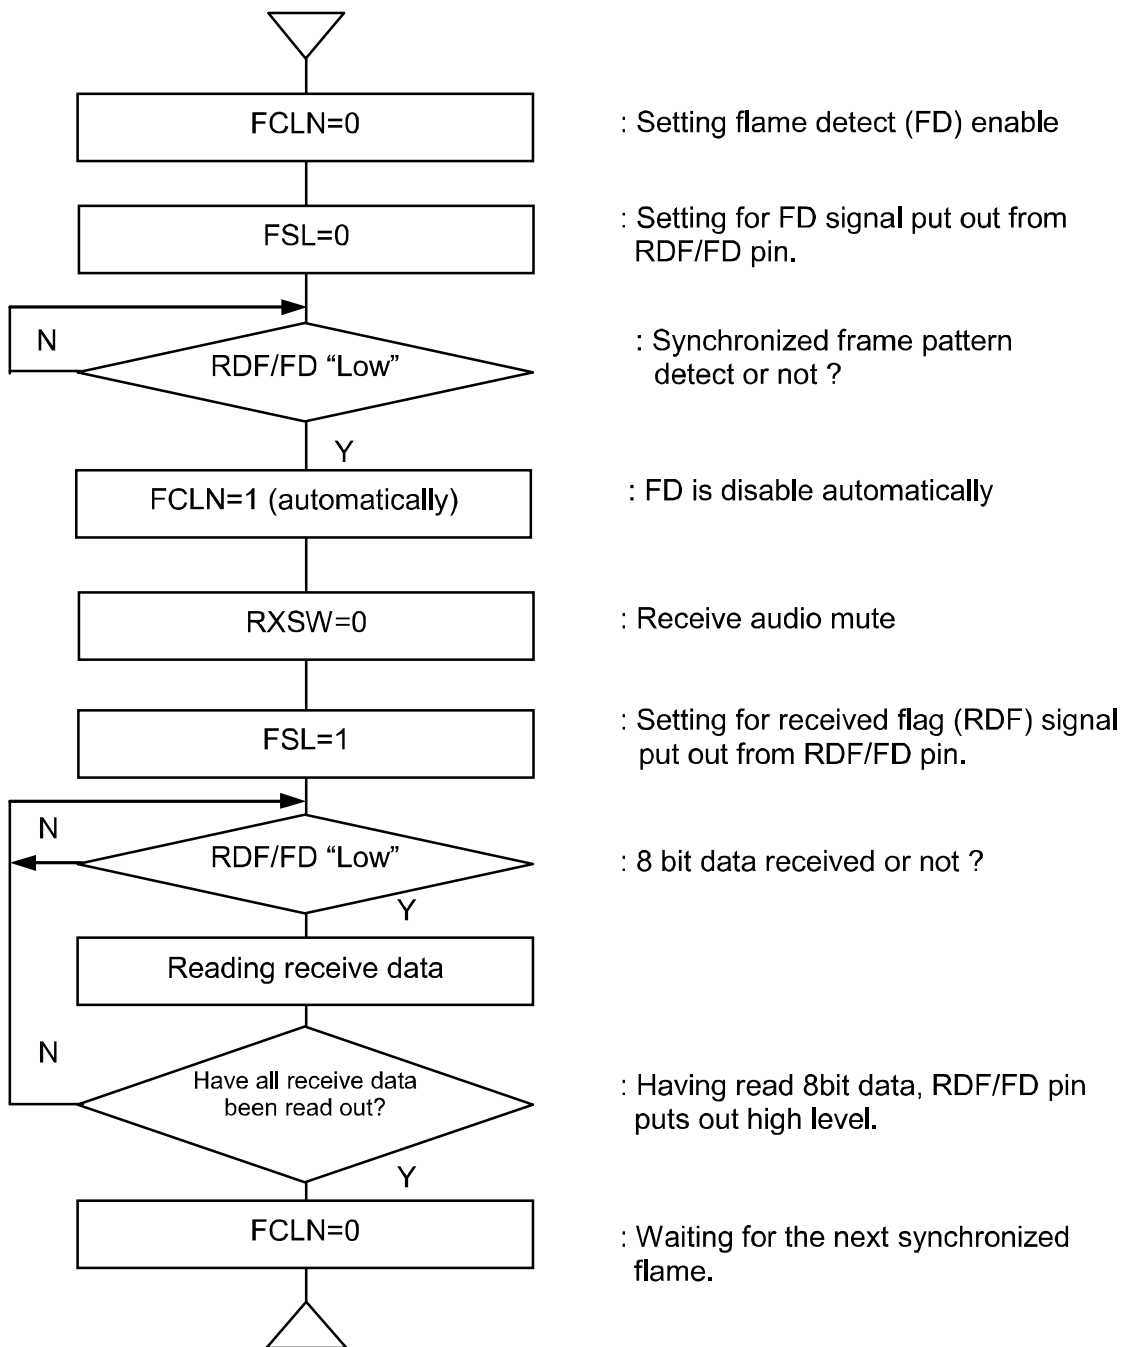 FCLN=0
: Setting flame detect (FD) enable
FSL=0
: Setting for FD signal put out from
RDF/FD pin.
N
RDF/FD “Low”
: Synchronized frame pattern
detect or not ?
Y
FCLN=1 (automatically)
: FD is disable automatically
RXSW=0
: Receive audio mute
FSL=1
: Setting for received flag (RDF) signal
put out from RDF/FD pin.
N
RDF/FD “Low”
: 8 bit data received or not ?
Y
Reading receive data
N
Have all receive data
been read out?
: Having read 8bit data, RDF/FD pin
puts out high level.
Y
FCLN=0
: Waiting for the next synchronized
flame.